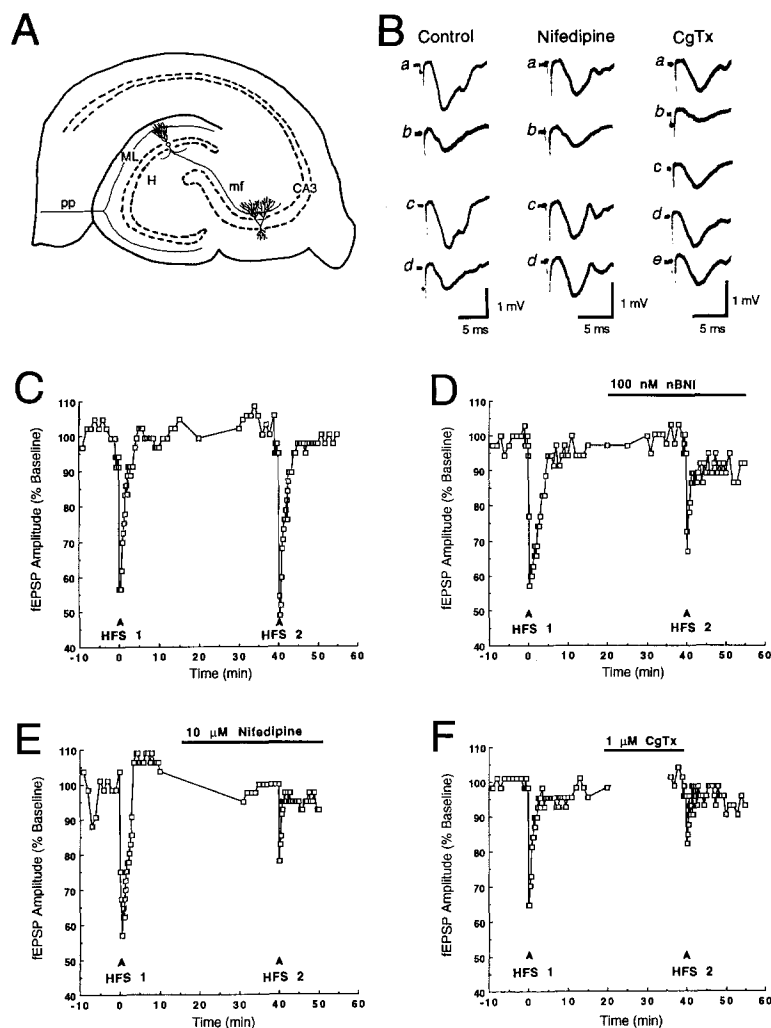 A
ML
H
mf
CA3
pp
B
Control
Nifedipine
CgTx
a
a
a
b
b
b
c
c
c
d
d
d
e
1 mV
5 ms
1 mV
5 ms
1 mV
5 ms
C
fEPSP Amplitude (% Baseline)
110
100
90
80
70
60
50
40
HFS 1
HFS 2
-10 0 10 20 30 40 50 60
Time (min)
D
100 nM nBNI
fEPSP Amplitude (% Baseline)
110
100
90
80
70
60
50
40
HFS 1
HFS 2
-10 0 10 20 30 40 50 60
Time (min)
E
10 μM Nifedipine
fEPSP Amplitude (% Baseline)
110
100
90
80
70
60
50
40
HFS 1
HFS 2
-10 0 10 20 30 40 50 60
Time (min)
F
1 μM CgTx
fEPSP Amplitude (% Baseline)
110
100
90
80
70
60
50
40
HFS 1
HFS 2
-10 0 10 20 30 40 50 60
Time (min)